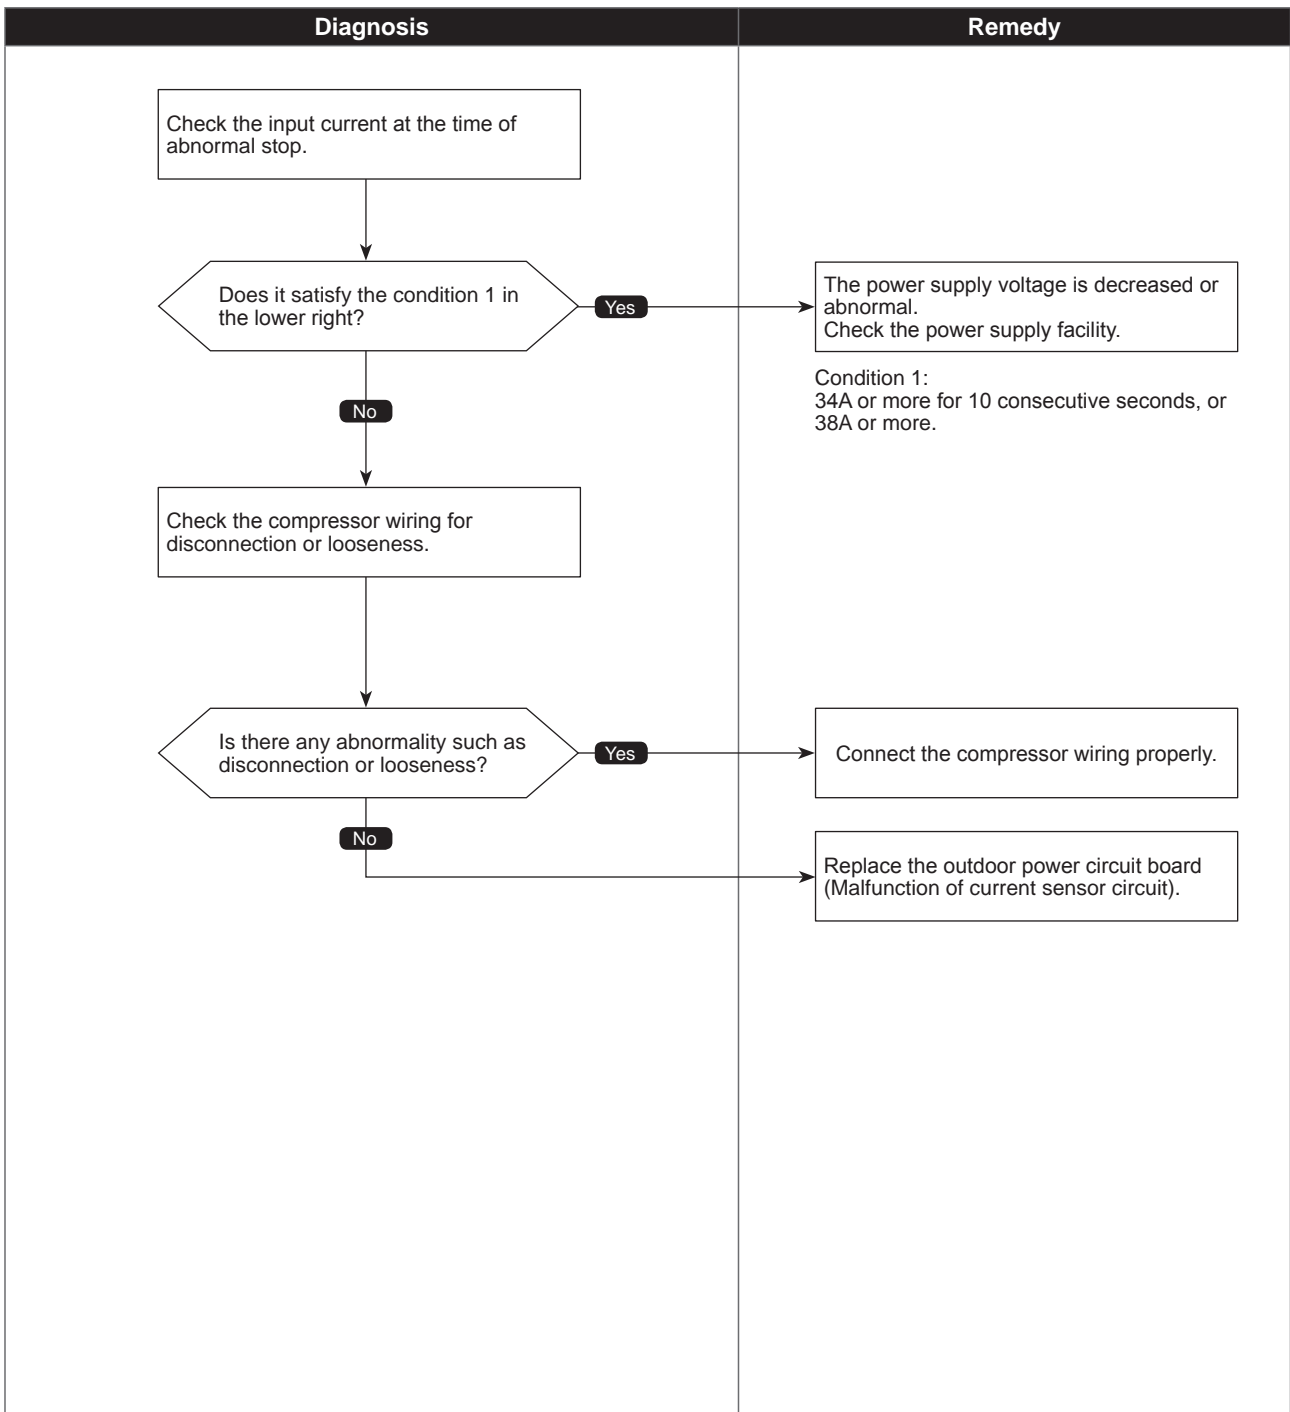 Diagnosis
Remedy
Check the input current at the time of
abnormal stop.
Does it satisfy the condition 1 in
the lower right?
Yes
The power supply voltage is decreased or
abnormal.
Check the power supply facility.
Condition 1:
34A or more for 10 consecutive seconds, or
38A or more.
No
Check the compressor wiring for
disconnection or looseness.
Is there any abnormality such as
disconnection or looseness?
Yes
Connect the compressor wiring properly.
No
Replace the outdoor power circuit board
(Malfunction of current sensor circuit).